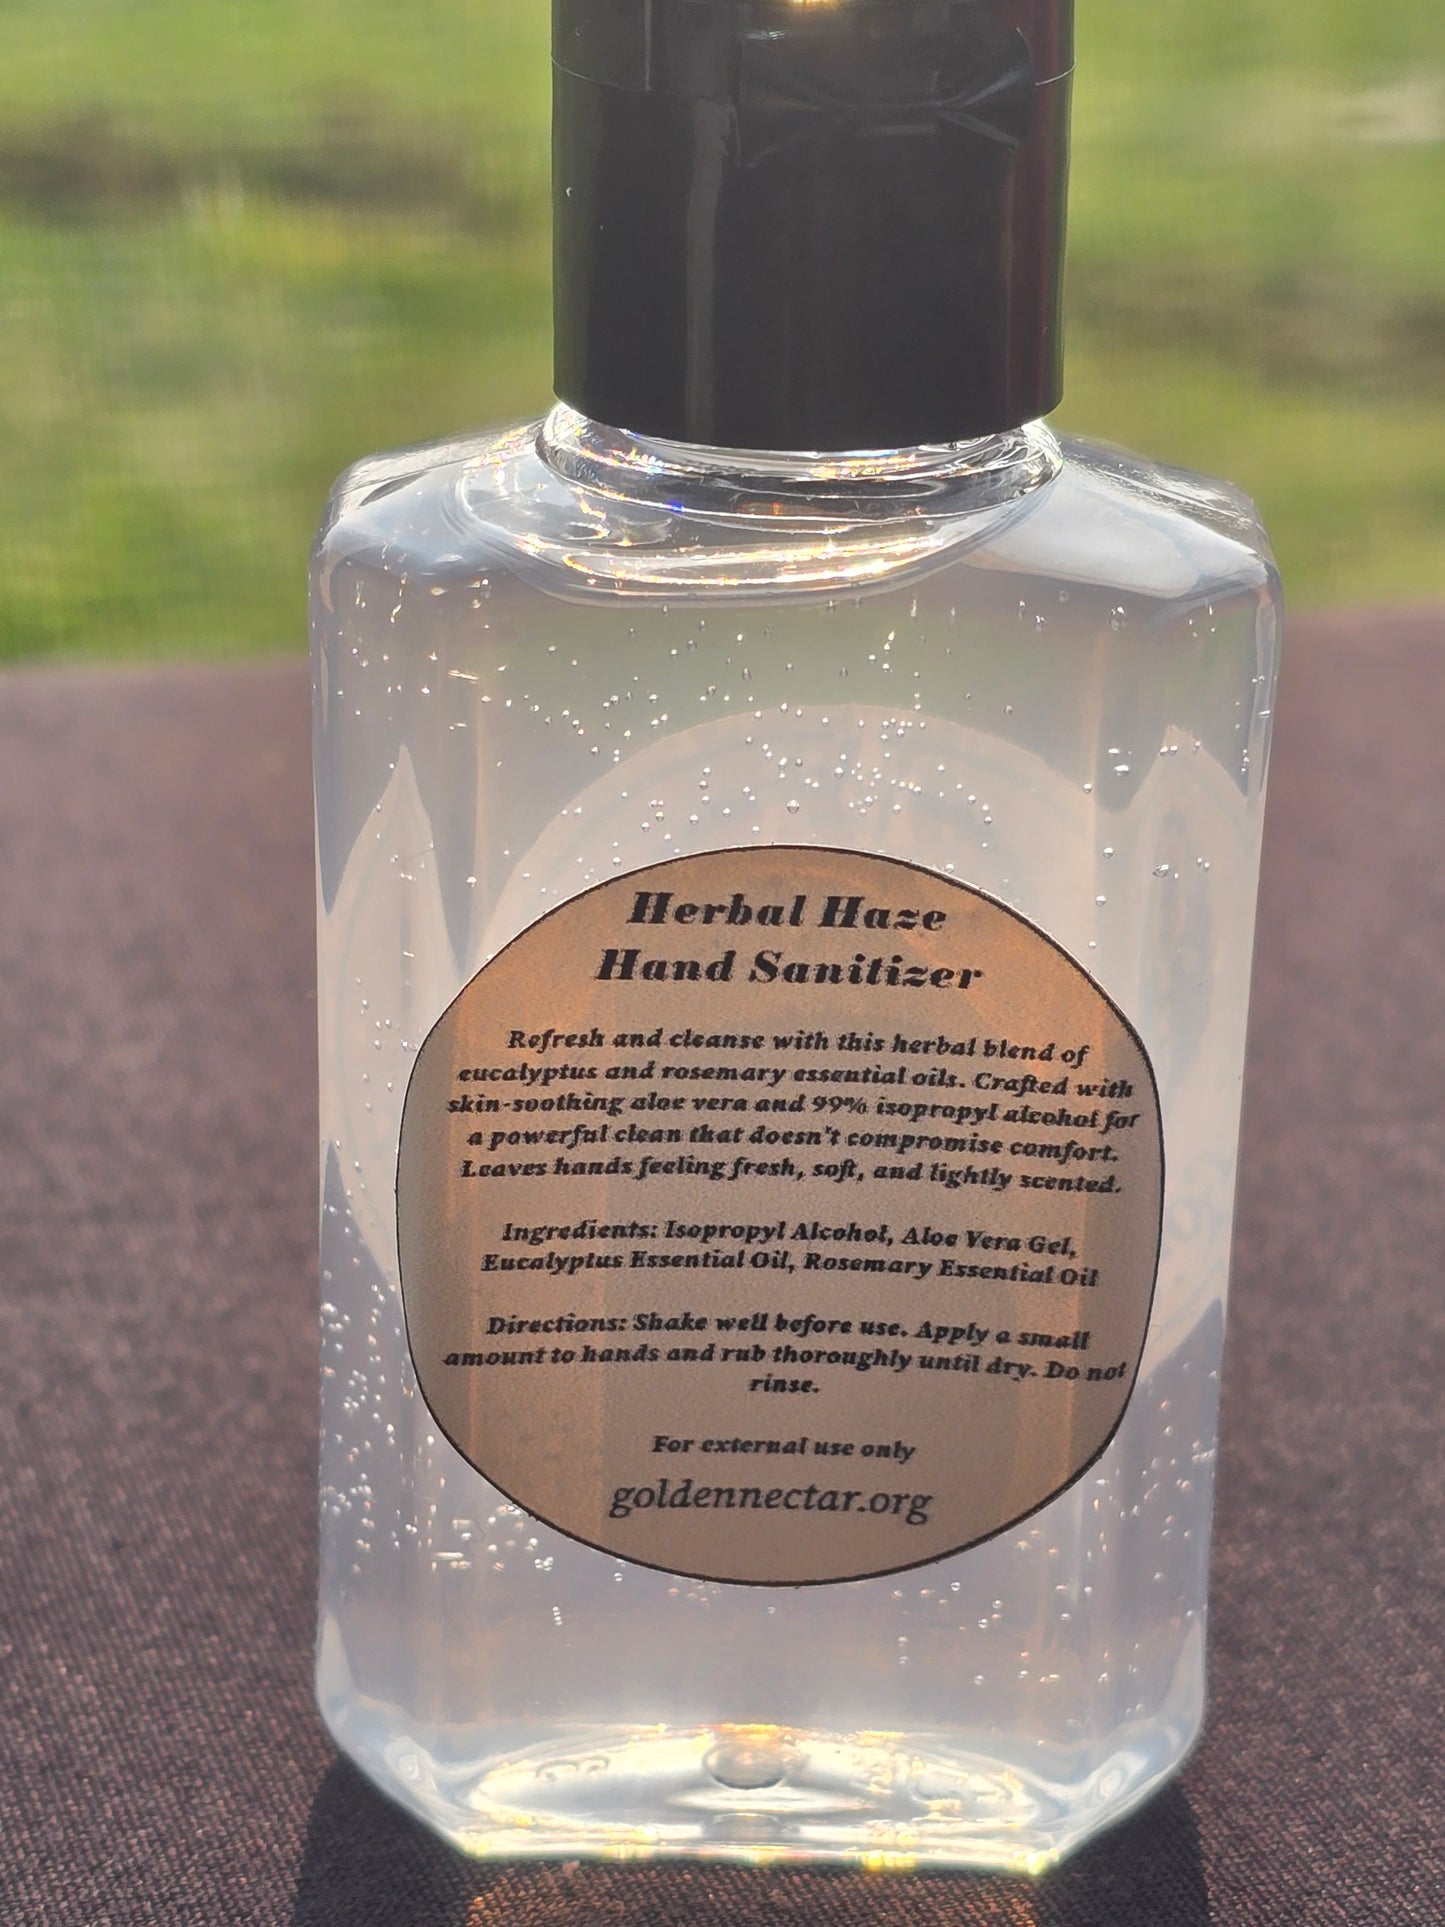 Herbal Haze
Hand Sanitizer
Refresh and cleanse with this herbal blend of
eucalyptus and rosemary essential oils. Crafted with
skin-soothing aloe vera and 99% isopropyl alcohol for
a powerful clean that doesn't compromise comfort.
Leaves hands feeling fresh, soft, and lightly scented.
Ingredients: Isopropyl Alcohol, Aloe Vera Gel,
Eucalyptus Essential Oil, Rosemary Essential Oil
Directions: Shake well before use. Apply a small
amount to hands and rub thoroughly until dry. Do not
rinse.
For external use only
goldennectar.org